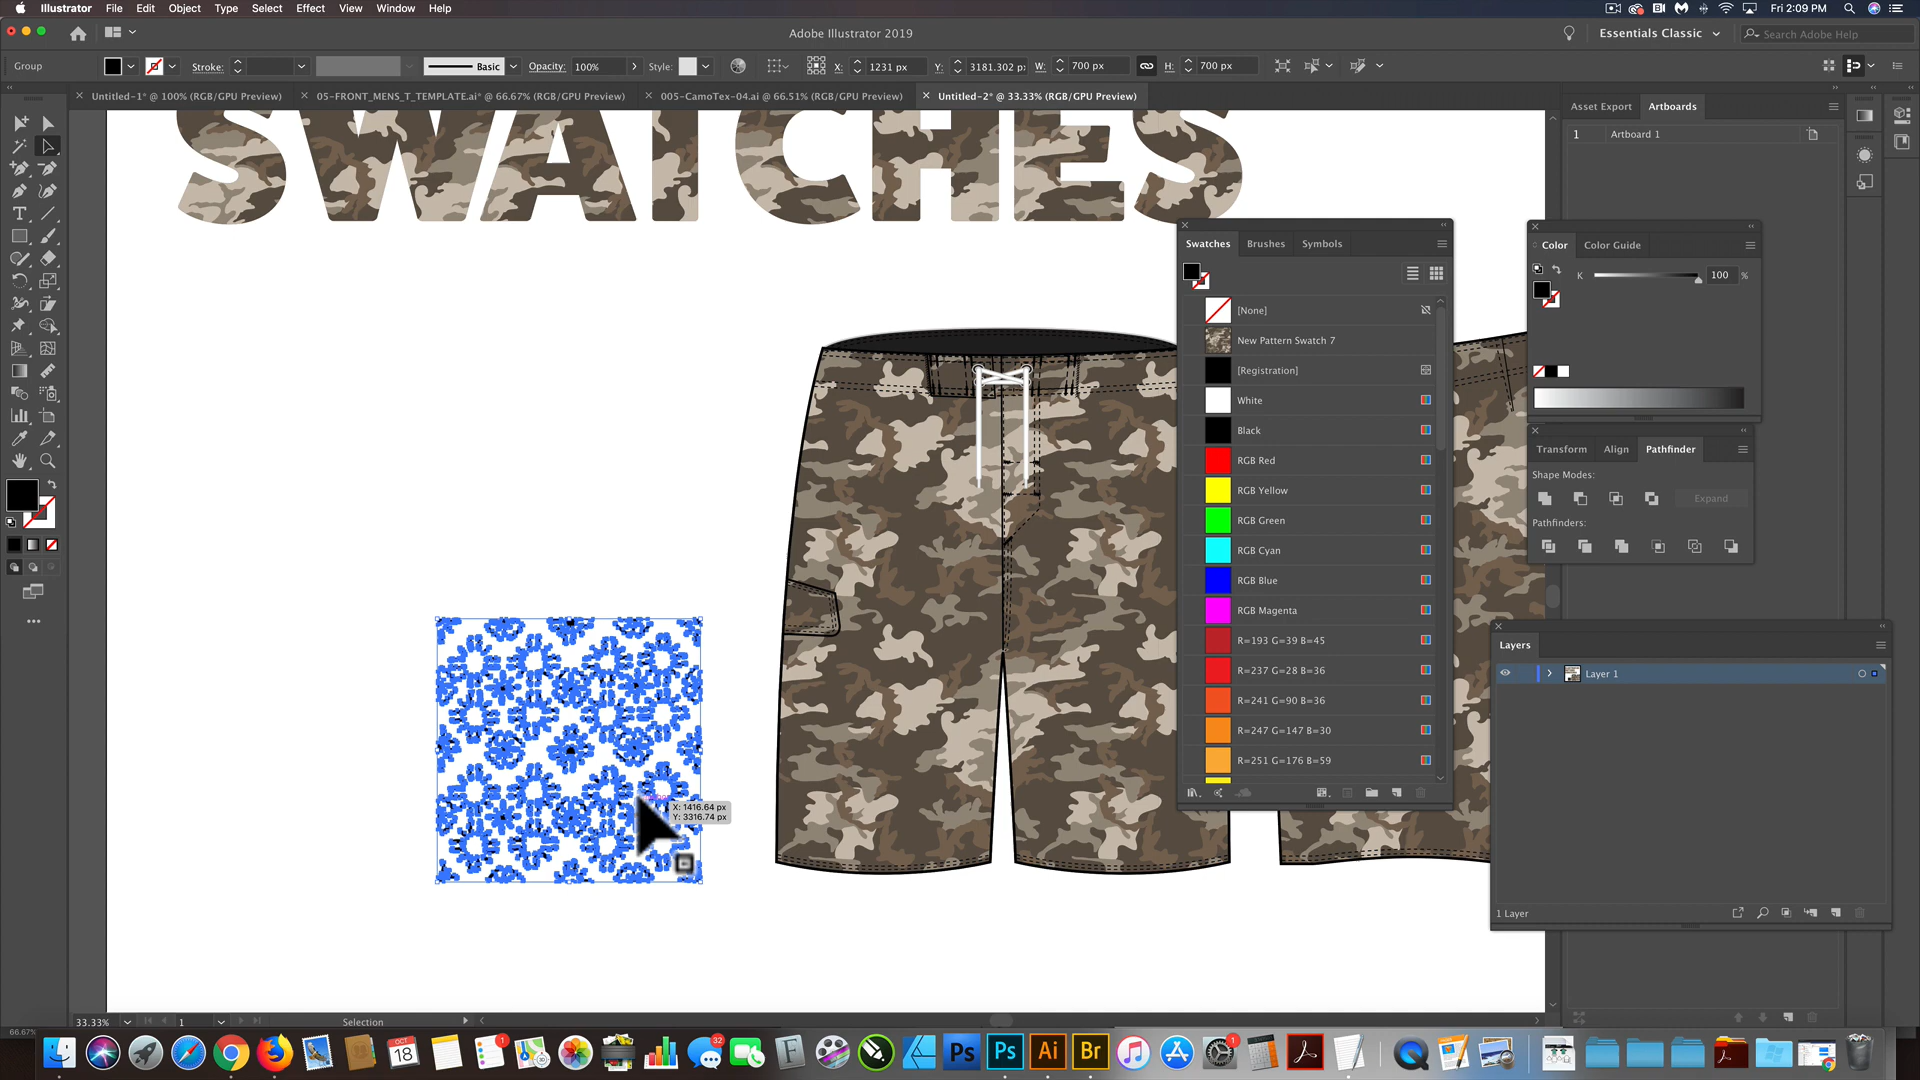 Illustrator File Edit Object Type Select Effect View Window Help
Fri 2:09 PM
Adobe Illustrator 2019
Essentials Classic
Search Adobe Help
Group
Stroke:
Basic
Opacity: 100%
Style:
X: 1231 px
Y: 3181.302 px
W: 700 px
H: 700 px
Untitled-1* @ 100% (RGB/GPU Preview)
05-FRONT_MENS_T_TEMPLATE.ai* @ 66.67% (RGB/GPU Preview)
005-CamoTex-04.ai @ 66.51% (RGB/GPU Preview)
Untitled-2* @ 33.33% (RGB/GPU Preview)
Asset Export Artboards
1 Artboard 1
SWATCHES
Swatches Brushes Symbols
[None]
New Pattern Swatch 7
[Registration]
White
Black
RGB Red
RGB Yellow
RGB Green
RGB Cyan
RGB Blue
RGB Magenta
R=193 G=39 B=45
R=237 G=28 B=36
R=241 G=90 B=36
R=247 G=147 B=30
R=251 G=176 B=59
Color Color Guide
K 100 %
Transform Align Pathfinder
Shape Modes:
Expand
Pathfinders:
Layers
Layer 1
1 Layer
X: 1416.64 px
Y: 3316.74 px
66.67%
33.33%
1
Selection
OCT
18
1
32
Ps
Ps
Ai
Br
1